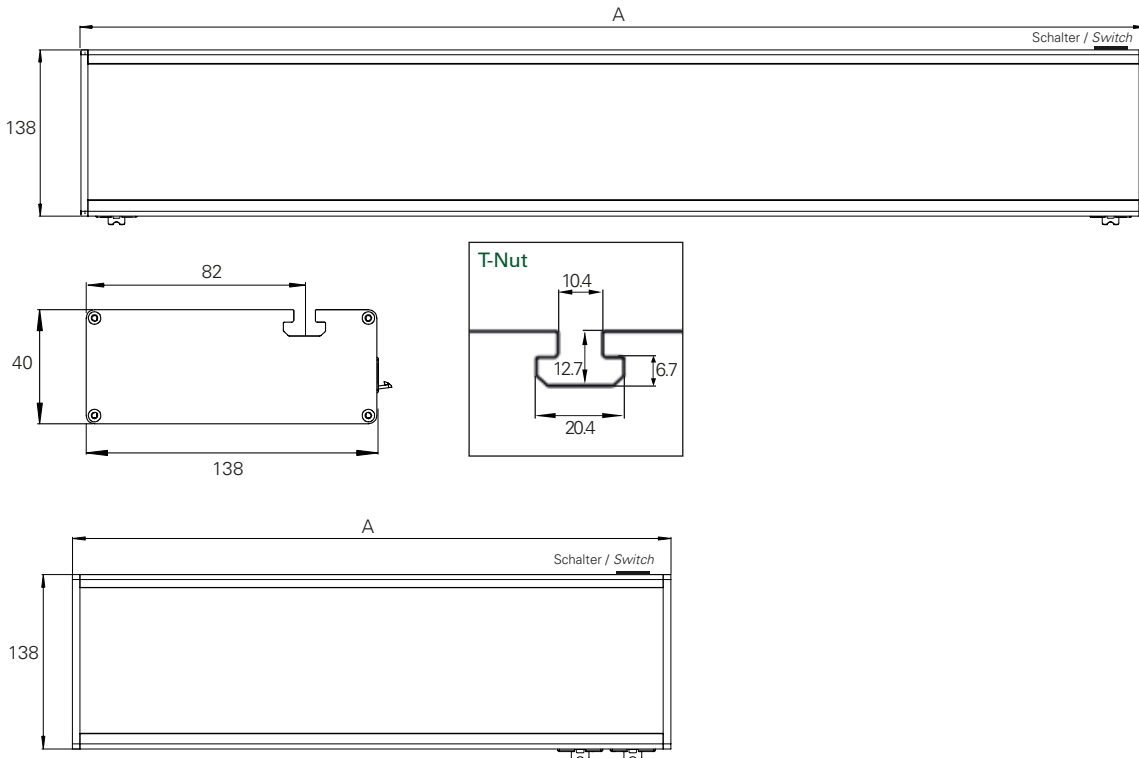 A
Schalter / Switch
138
82
40
138
T-Nut
10.4
12.7
6.7
20.4
A
Schalter / Switch
138